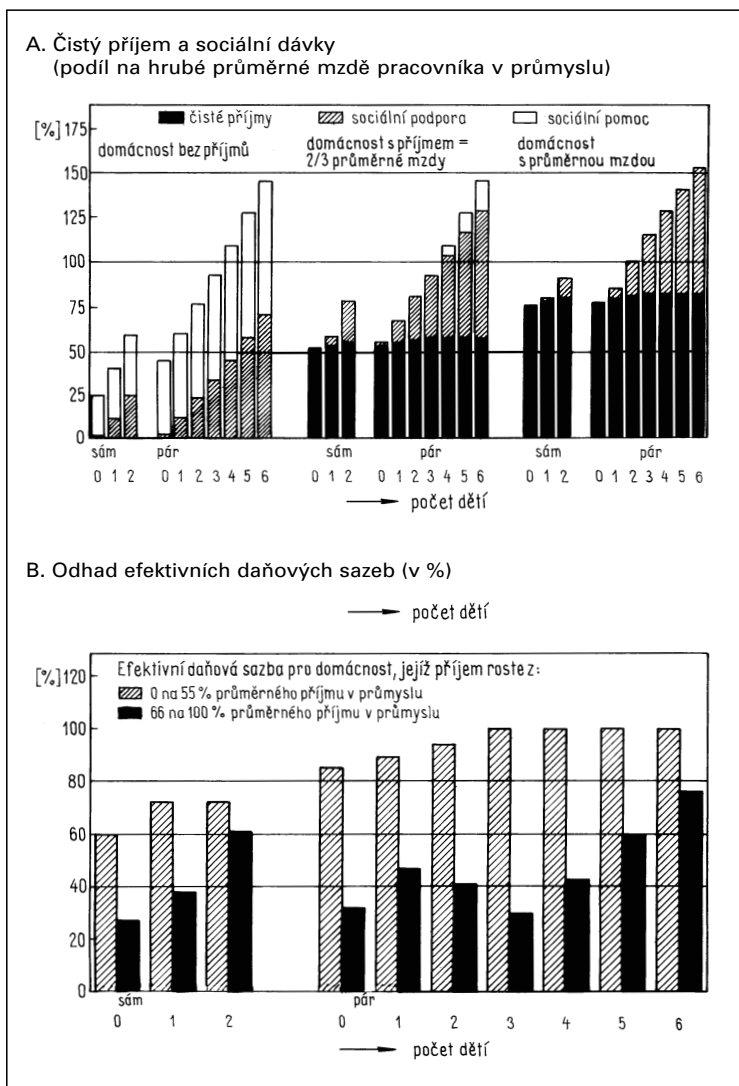 A. Čistý příjem a sociální dávky
(podíl na hrubé průměrné mzdě pracovníka v průmyslu)
[%] 175
čisté příjmy sociální podpora sociální pomoc
domácnost bez příjmů domácnost s příjmem = 2/3 průměrné mzdy domácnost s průměrnou mzdou
150
125
100
75
50
25
0
sám pár sám pár sám pár
0 1 2 0 1 2 3 4 5 6 0 1 2 0 1 2 3 4 5 6 0 1 2 0 1 2 3 4 5 6
počet dětí
B. Odhad efektivních daňových sazeb (v %)
počet dětí
[%] 120
Efektivní daňová sazba pro domácnost, jejíž příjem roste z:
0 na 55 % průměrného příjmu v průmyslu
66 na 100 % průměrného příjmu v průmyslu
100
80
60
40
20
0
sám pár
0 1 2 0 1 2 3 4 5 6
počet dětí